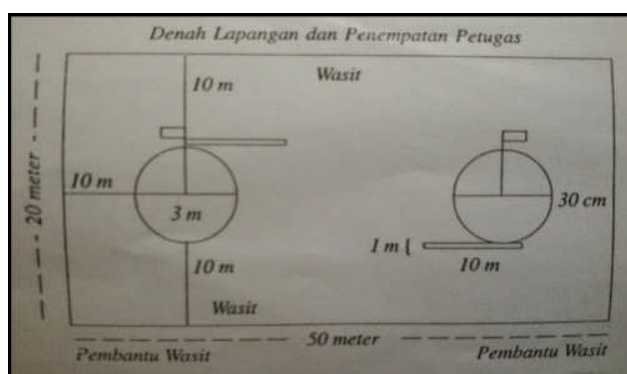 Denah Lapangan dan Penempatan Petugas
Wasit
10 m
20 meter
10 m
3 m
30 cm
1 m {
10 m
10 m
Wasit
50 meter
Pembantu Wasit
Pembantu Wasit